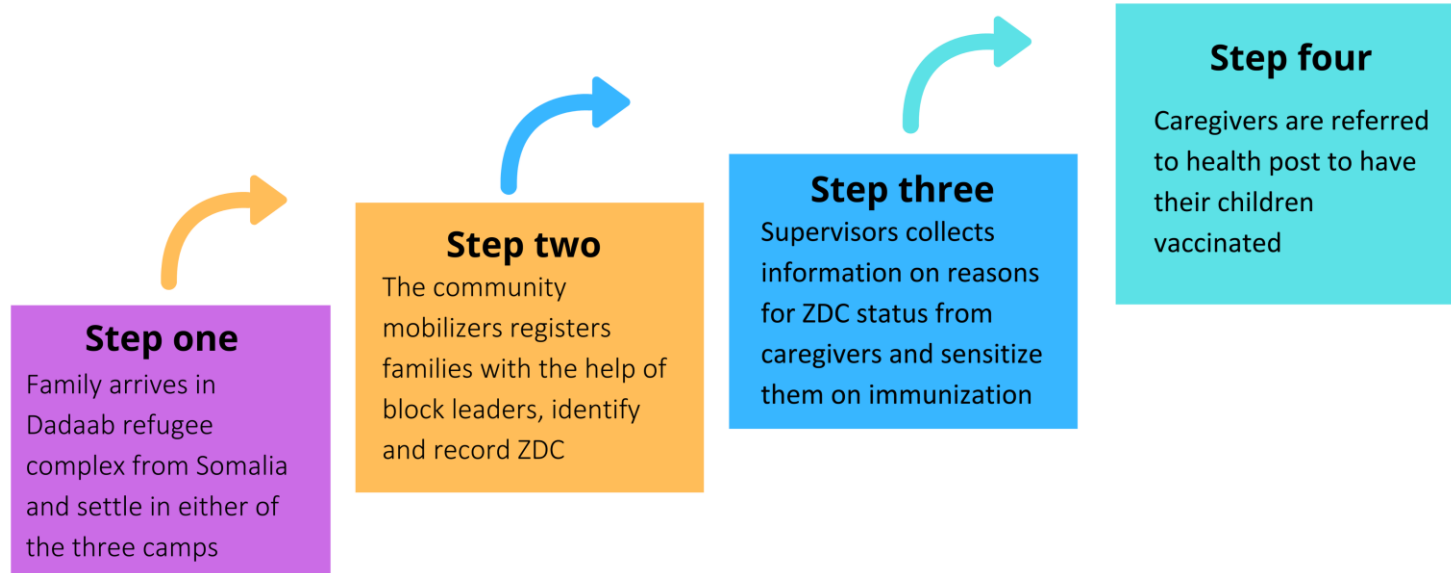 Step one
Family arrives in
Dadaab refugee
complex from Somalia
and settle in either of
the three camps
Step two
The community
mobilizers registers
families with the help of
block leaders, identify
and record ZDC
Step three
Supervisors collects
information on reasons
for ZDC status from
caregivers and sensitize
them on immunization
Step four
Caregivers are referred
to health post to have
their children
vaccinated